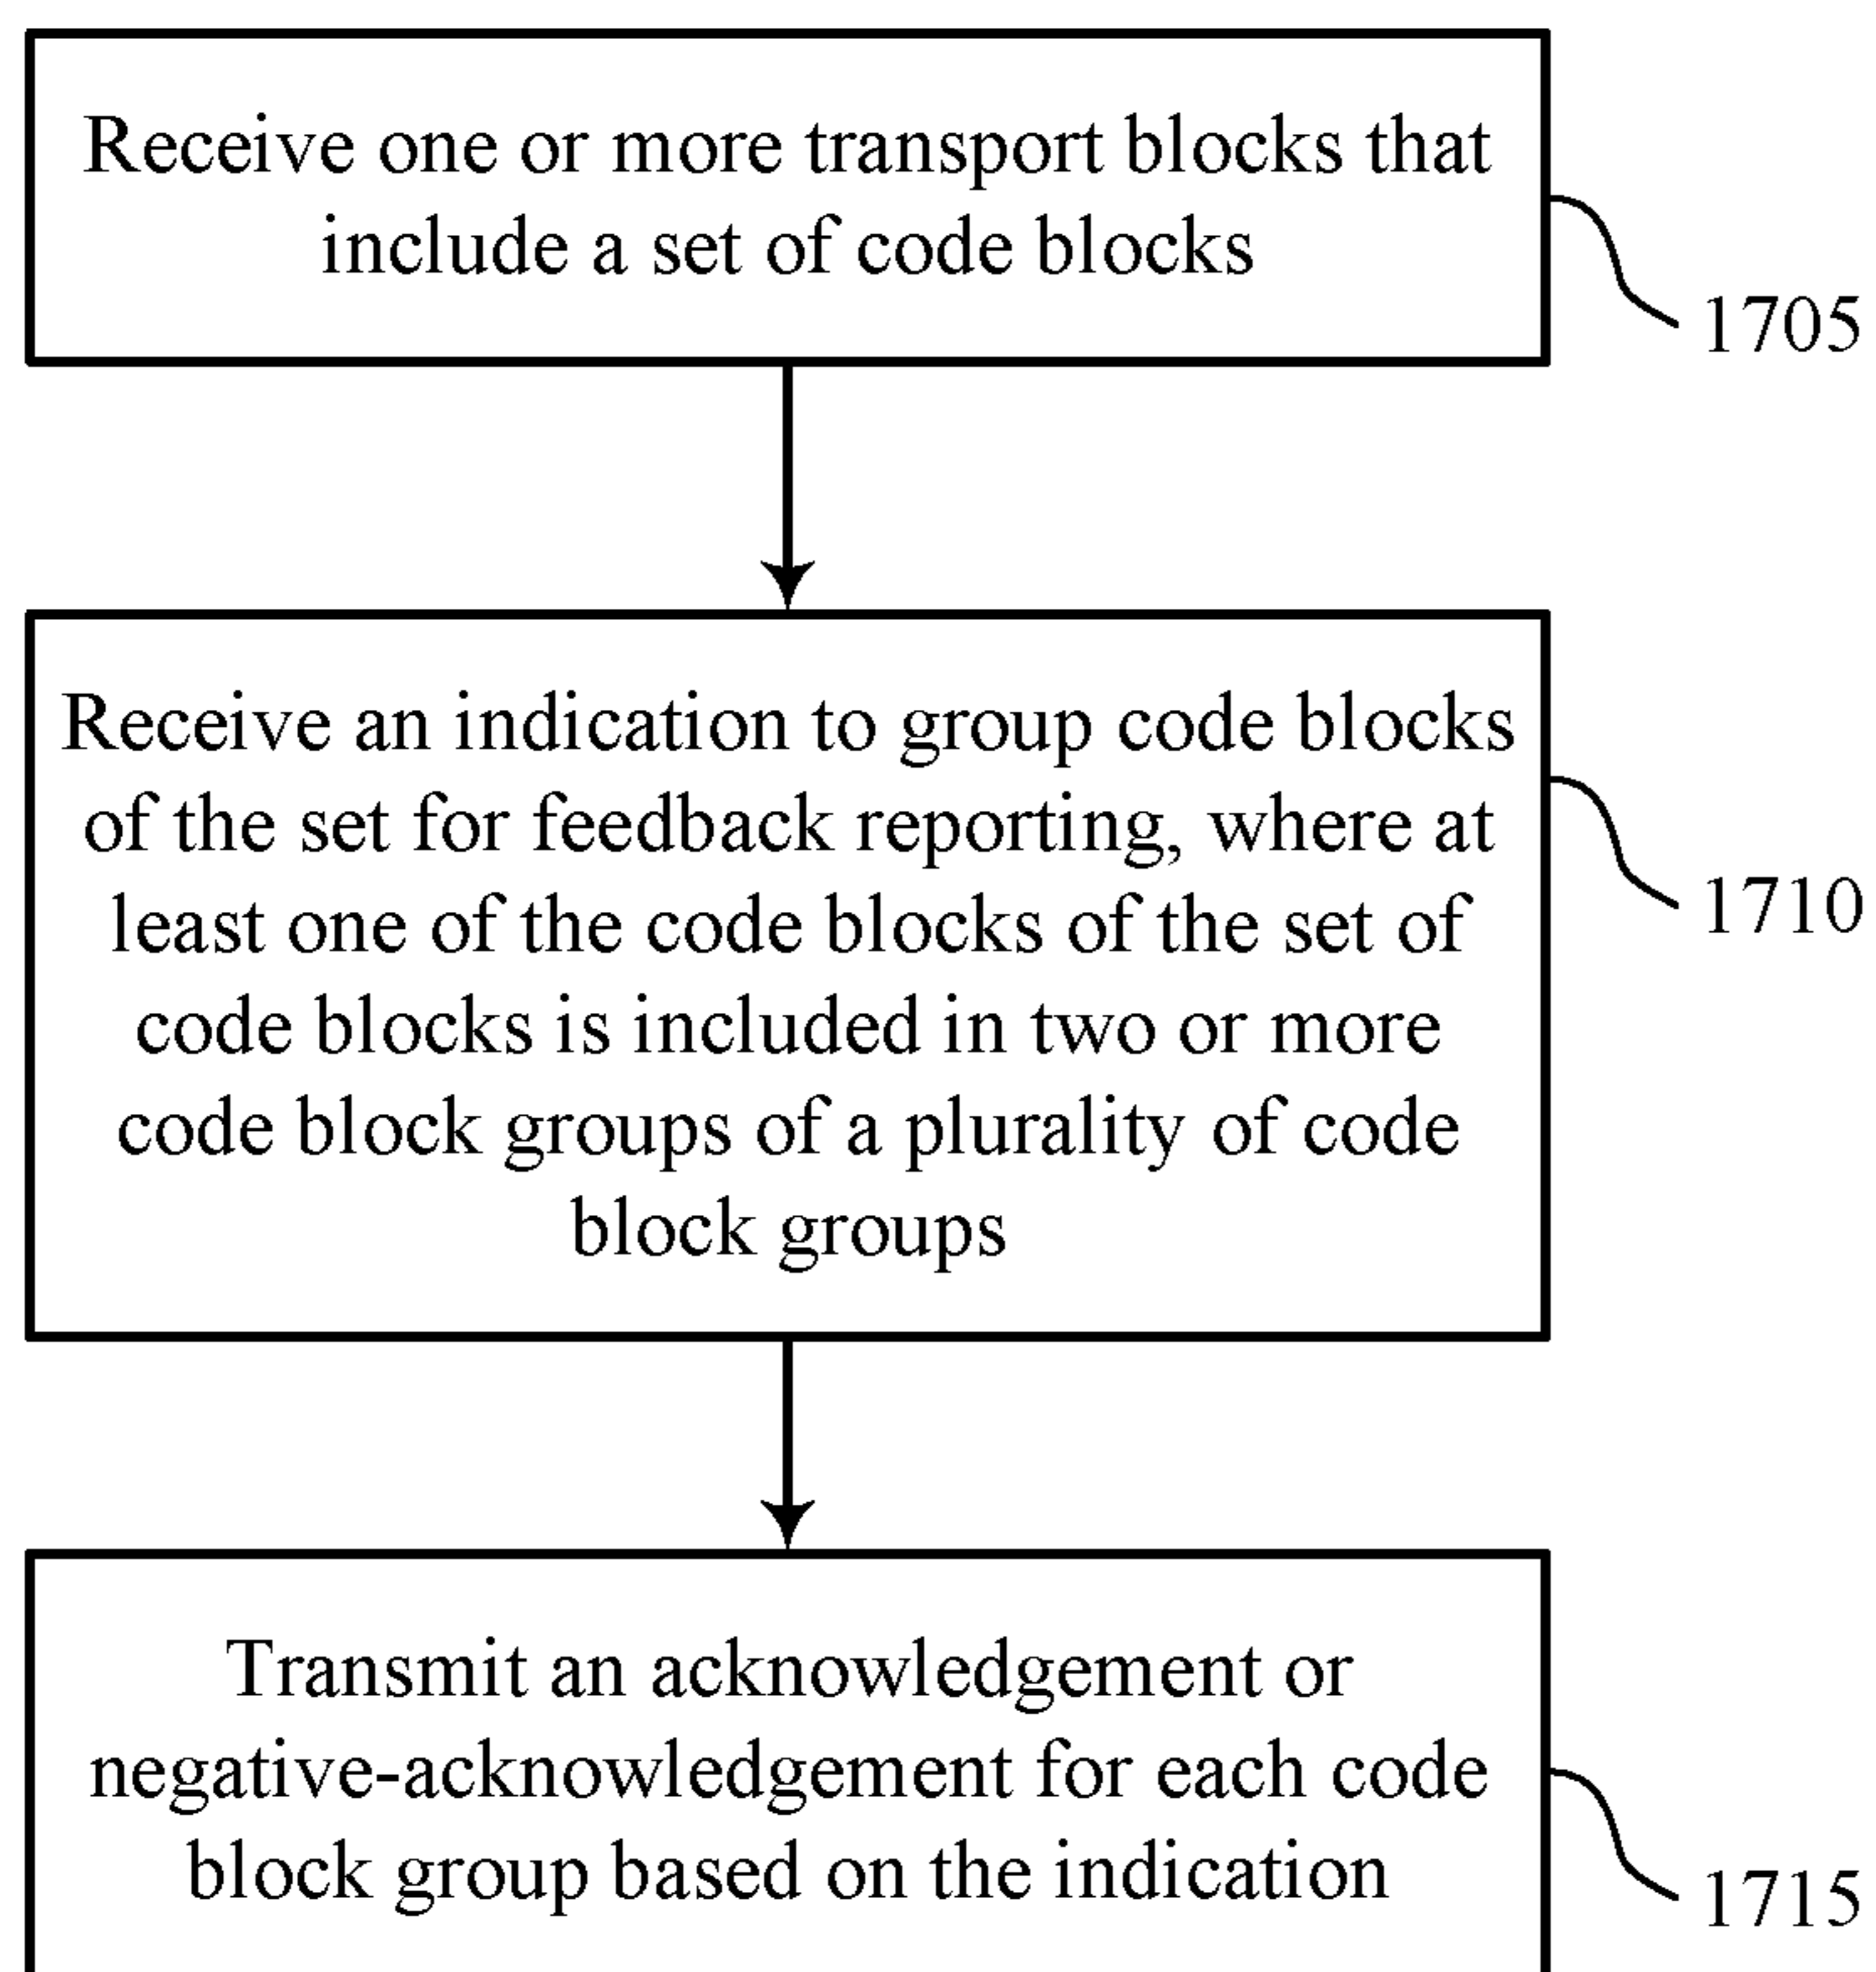 Receive one or more transport blocks that
include a set of code blocks
1705
Receive an indication to group code blocks
of the set for feedback reporting, where at
least one of the code blocks of the set of
code blocks is included in two or more
code block groups of a plurality of code
block groups
1710
Transmit an acknowledgement or
negative-acknowledgement for each code
block group based on the indication
1715